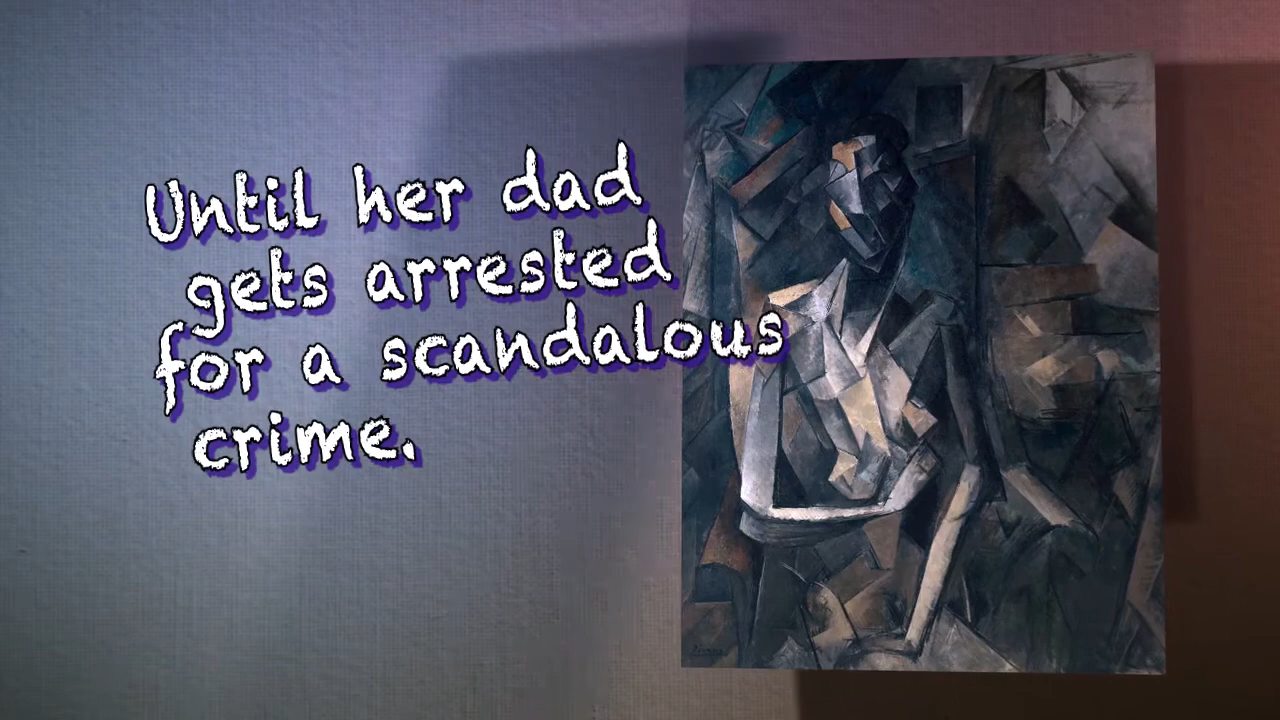 Until her dad
gets arrested
for a scandalous
crime.